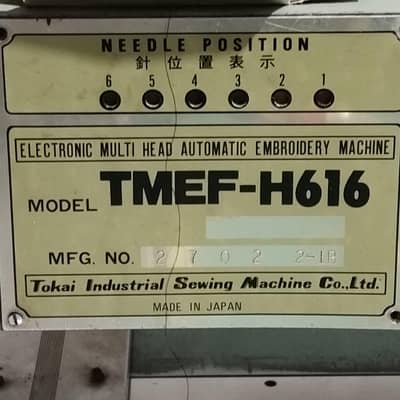 NEEDLE POSITION
針位置表示
6 5 4 3 2 1
ELECTRONIC MULTI HEAD AUTOMATIC EMBROIDERY MACHINE
MODEL TMEF-H616
MFG. NO. 2702 2-18
Tokai Industrial Sewing Machine Co.,Ltd.
MADE IN JAPAN